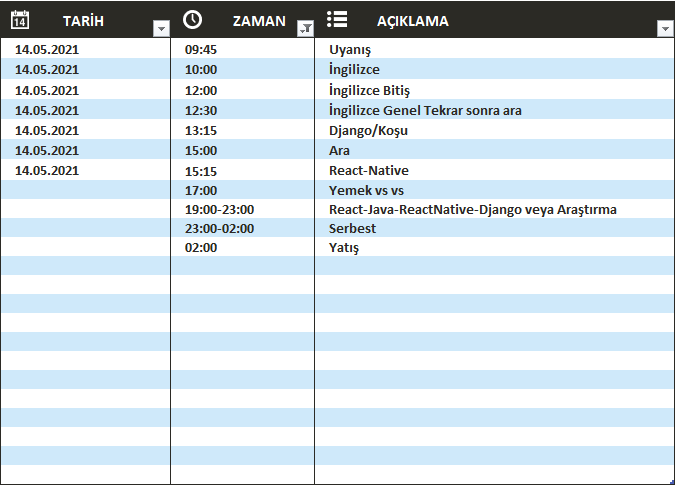 14 TARİH ZAMAN AÇIKLAMA
14.05.2021 09:45 Uyanış
14.05.2021 10:00 İngilizce
14.05.2021 12:00 İngilizce Bitiş
14.05.2021 12:30 İngilizce Genel Tekrar sonra ara
14.05.2021 13:15 Django/Koşu
14.05.2021 15:00 Ara
14.05.2021 15:15 React-Native
17:00 Yemek vs vs
19:00-23:00 React-Java-ReactNative-Django veya Araştırma
23:00-02:00 Serbest
02:00 Yatış